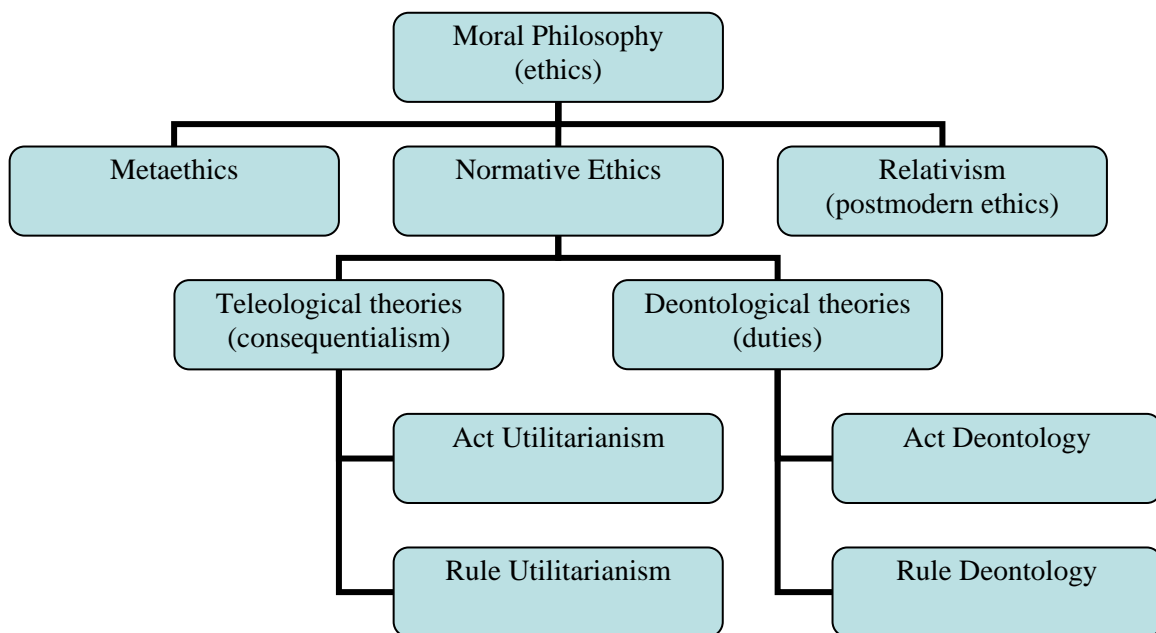 Moral Philosophy
(ethics)
Metaethics
Normative Ethics
Relativism
(postmodern ethics)
Teleological theories
(consequentialism)
Deontological theories
(duties)
Act Utilitarianism
Act Deontology
Rule Utilitarianism
Rule Deontology